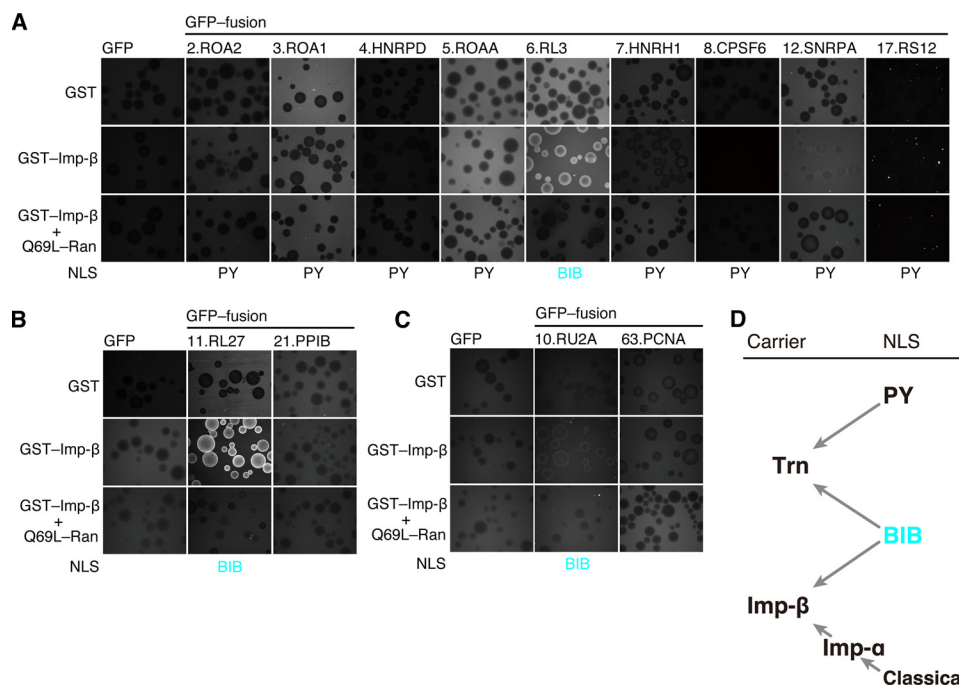 A
GFP–fusion
GFP 2.ROA2 3.ROA1 4.HNRPD 5.ROAA 6.RL3 7.HNRH1 8.CPSF6 12.SNRPA 17.RS12
GST
GST–Imp-β
GST–Imp-β
+
Q69L–Ran
NLS PY PY PY PY BIB PY PY PY PY
B
GFP–fusion
GFP 11.RL27 21.PPIB
GST
GST–Imp-β
GST–Imp-β
+
Q69L–Ran
NLS BIB
C
GFP–fusion
GFP 10.RU2A 63.PCNA
GST
GST–Imp-β
GST–Imp-β
+
Q69L–Ran
NLS BIB
D
Carrier NLS
PY
Trn
BIB
Imp-β
Imp-α
Classica